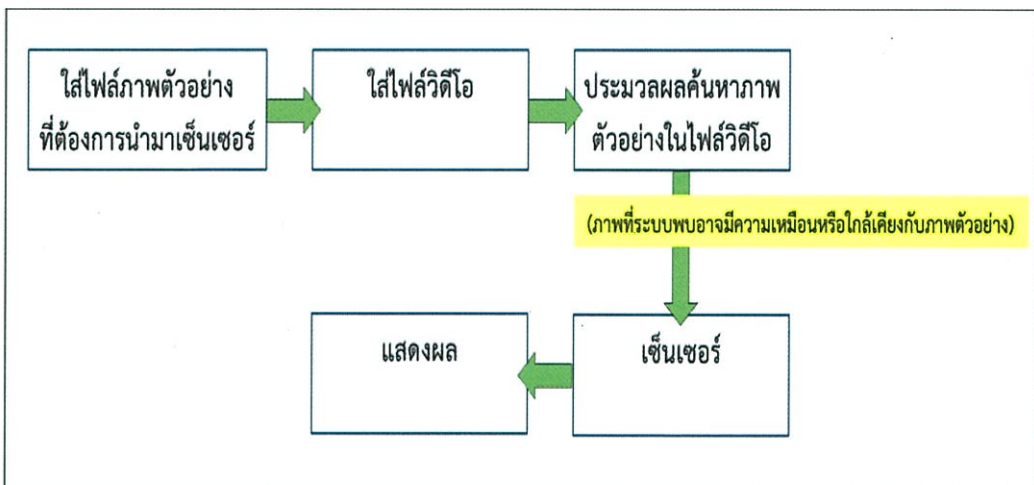 ใส่ไฟล์ภาพตัวอย่าง
ที่ต้องการนำมาเซ็นเซอร์
ใส่ไฟล์วิดีโอ
ประมวลผลค้นหาภาพ
ตัวอย่างในไฟล์วิดีโอ
(ภาพที่ระบบพบอาจมีความเหมือนหรือใกล้เคียงกับภาพตัวอย่าง)
เซ็นเซอร์
แสดงผล